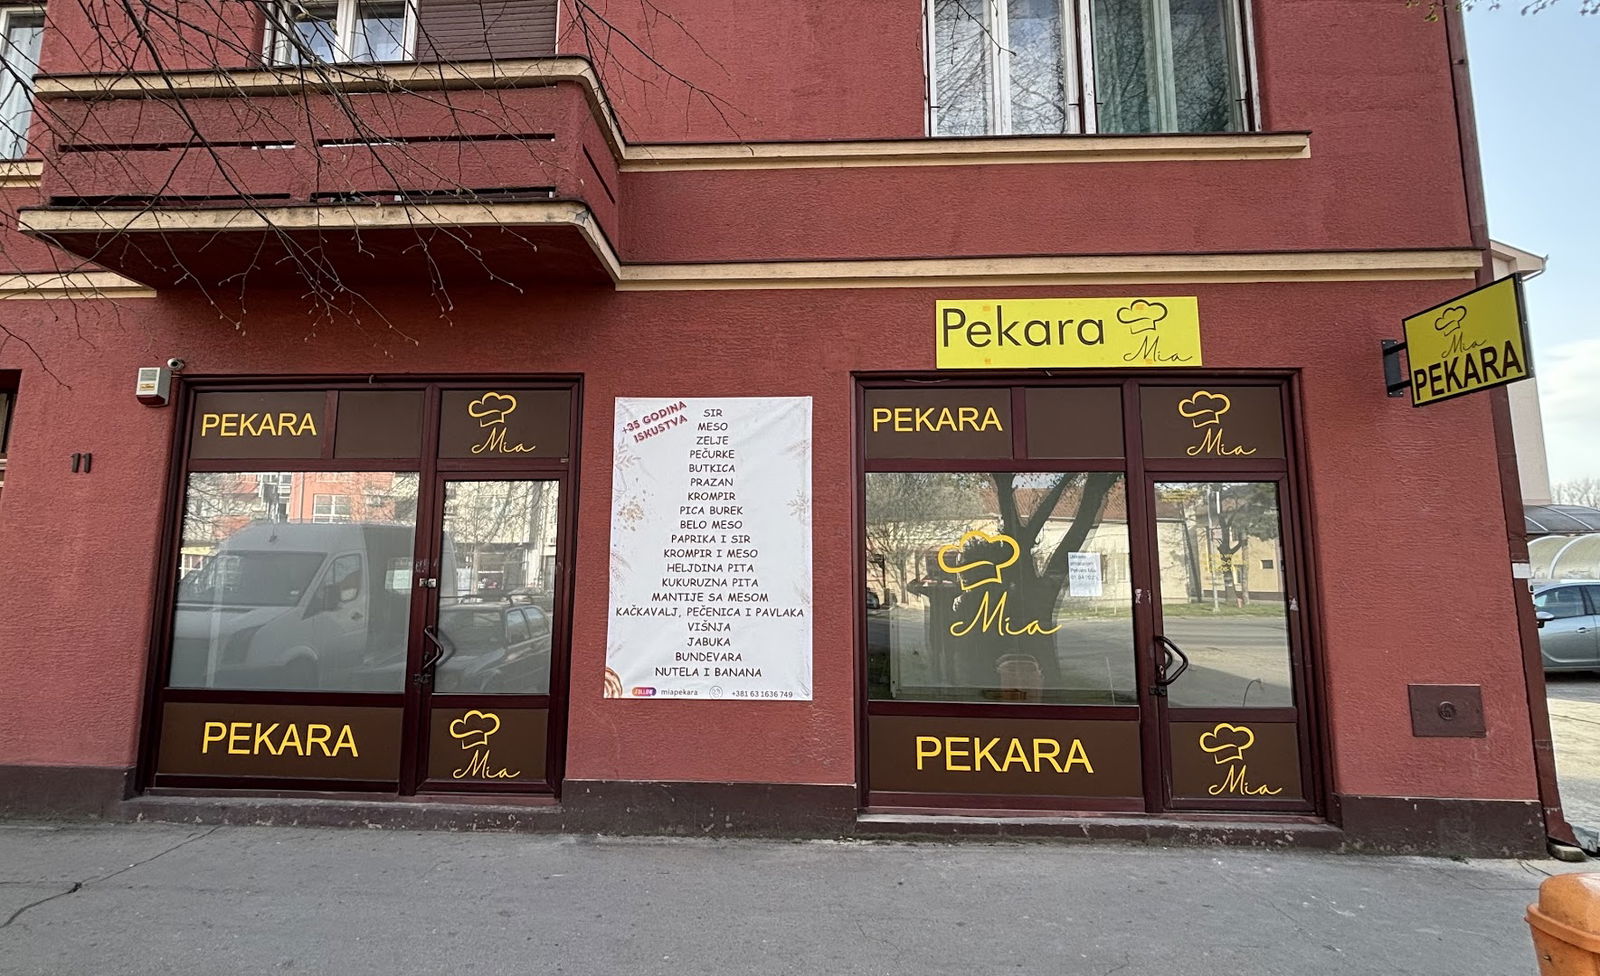 Pekara
Mia
Mia
PEKARA
PEKARA
Mia
PEKARA
Mia
11
+35 GODINA
ISKUSTVA
SIR
MESO
ZELJE
PEČURKE
BUTKICA
PRAZAN
KROMPIR
PICA BUREK
BELO MESO
PAPRIKA I SIR
KROMPIR I MESO
HELJDINA PITA
KUKURUZNA PITA
MANTIJE SA MESOM
KAČKAVALJ, PEČENICA I PAVLAKA
VIŠNJA
JABUKA
BUNDEVARA
NUTELA I BANANA
miapekara
+381 63 1636 749
Mia
PEKARA
Mia
PEKARA
Mia